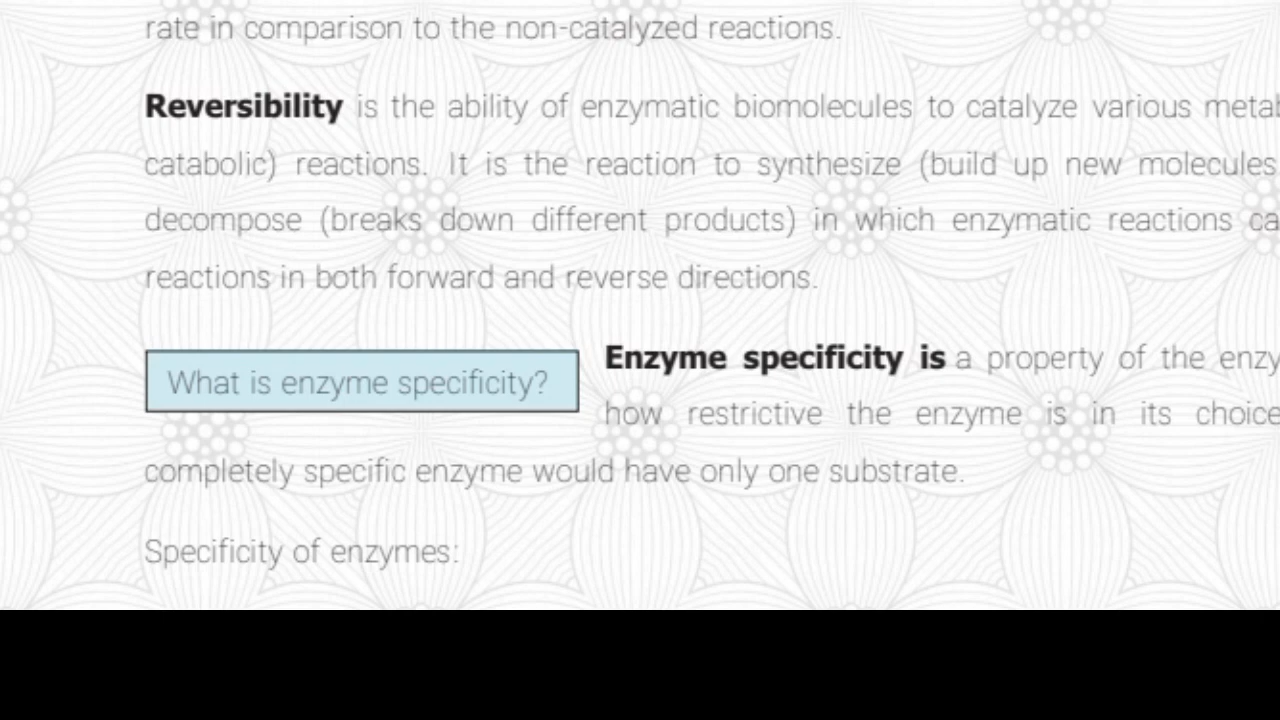 rate in comparison to the non-catalyzed reactions.
Reversibility is the ability of enzymatic biomolecules to catalyze various
catabolic) reactions. It is the reaction to synthesize (build up new molecules
decompose (breaks down different products) in which enzymatic reactions
reactions in both forward and reverse directions.
What is enzyme specificity?
Enzyme specificity is a property of the
how restrictive the enzyme is in its choice
completely specific enzyme would have only one substrate.
Specificity of enzymes: